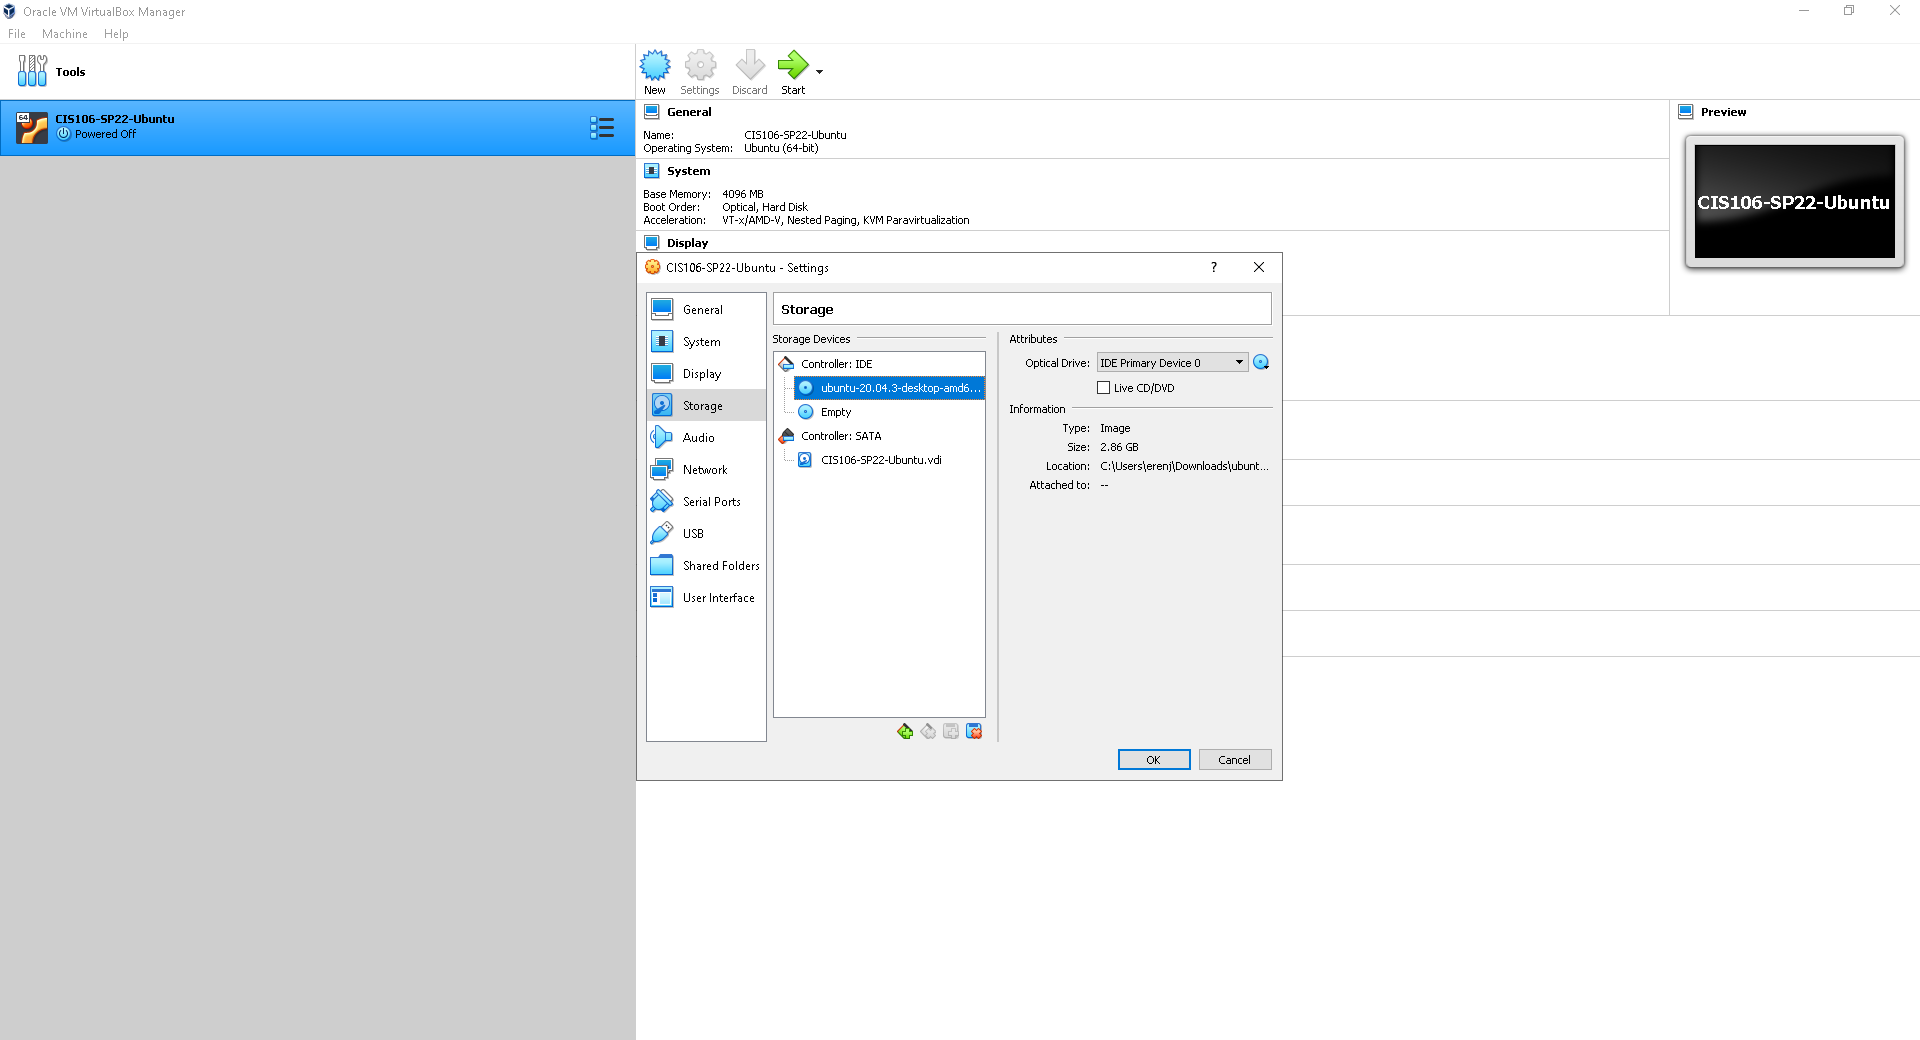 Oracle VM VirtualBox Manager
File Machine Help
Tools
New Settings Discard Start
64 CIS106-SP22-Ubuntu
Powered Off
General
Name: CIS106-SP22-Ubuntu
Operating System: Ubuntu (64-bit)
System
Base Memory: 4096 MB
Boot Order: Optical, Hard Disk
Acceleration: VT-x/AMD-V, Nested Paging, KVM Paravirtualization
Display
Preview
CIS106-SP22-Ubuntu
CIS106-SP22-Ubuntu - Settings
?
General
System
Display
Storage
Audio
Network
Serial Ports
USB
Shared Folders
User Interface
Storage
Storage Devices
Controller: IDE
ubuntu-20.04.3-desktop-amd6...
Empty
Controller: SATA
CIS106-SP22-Ubuntu.vdi
Attributes
Optical Drive: IDE Primary Device 0
Live CD/DVD
Information
Type: Image
Size: 2.86 GB
Location: C:\Users\erenj\Downloads\ubunt...
Attached to: --
OK Cancel